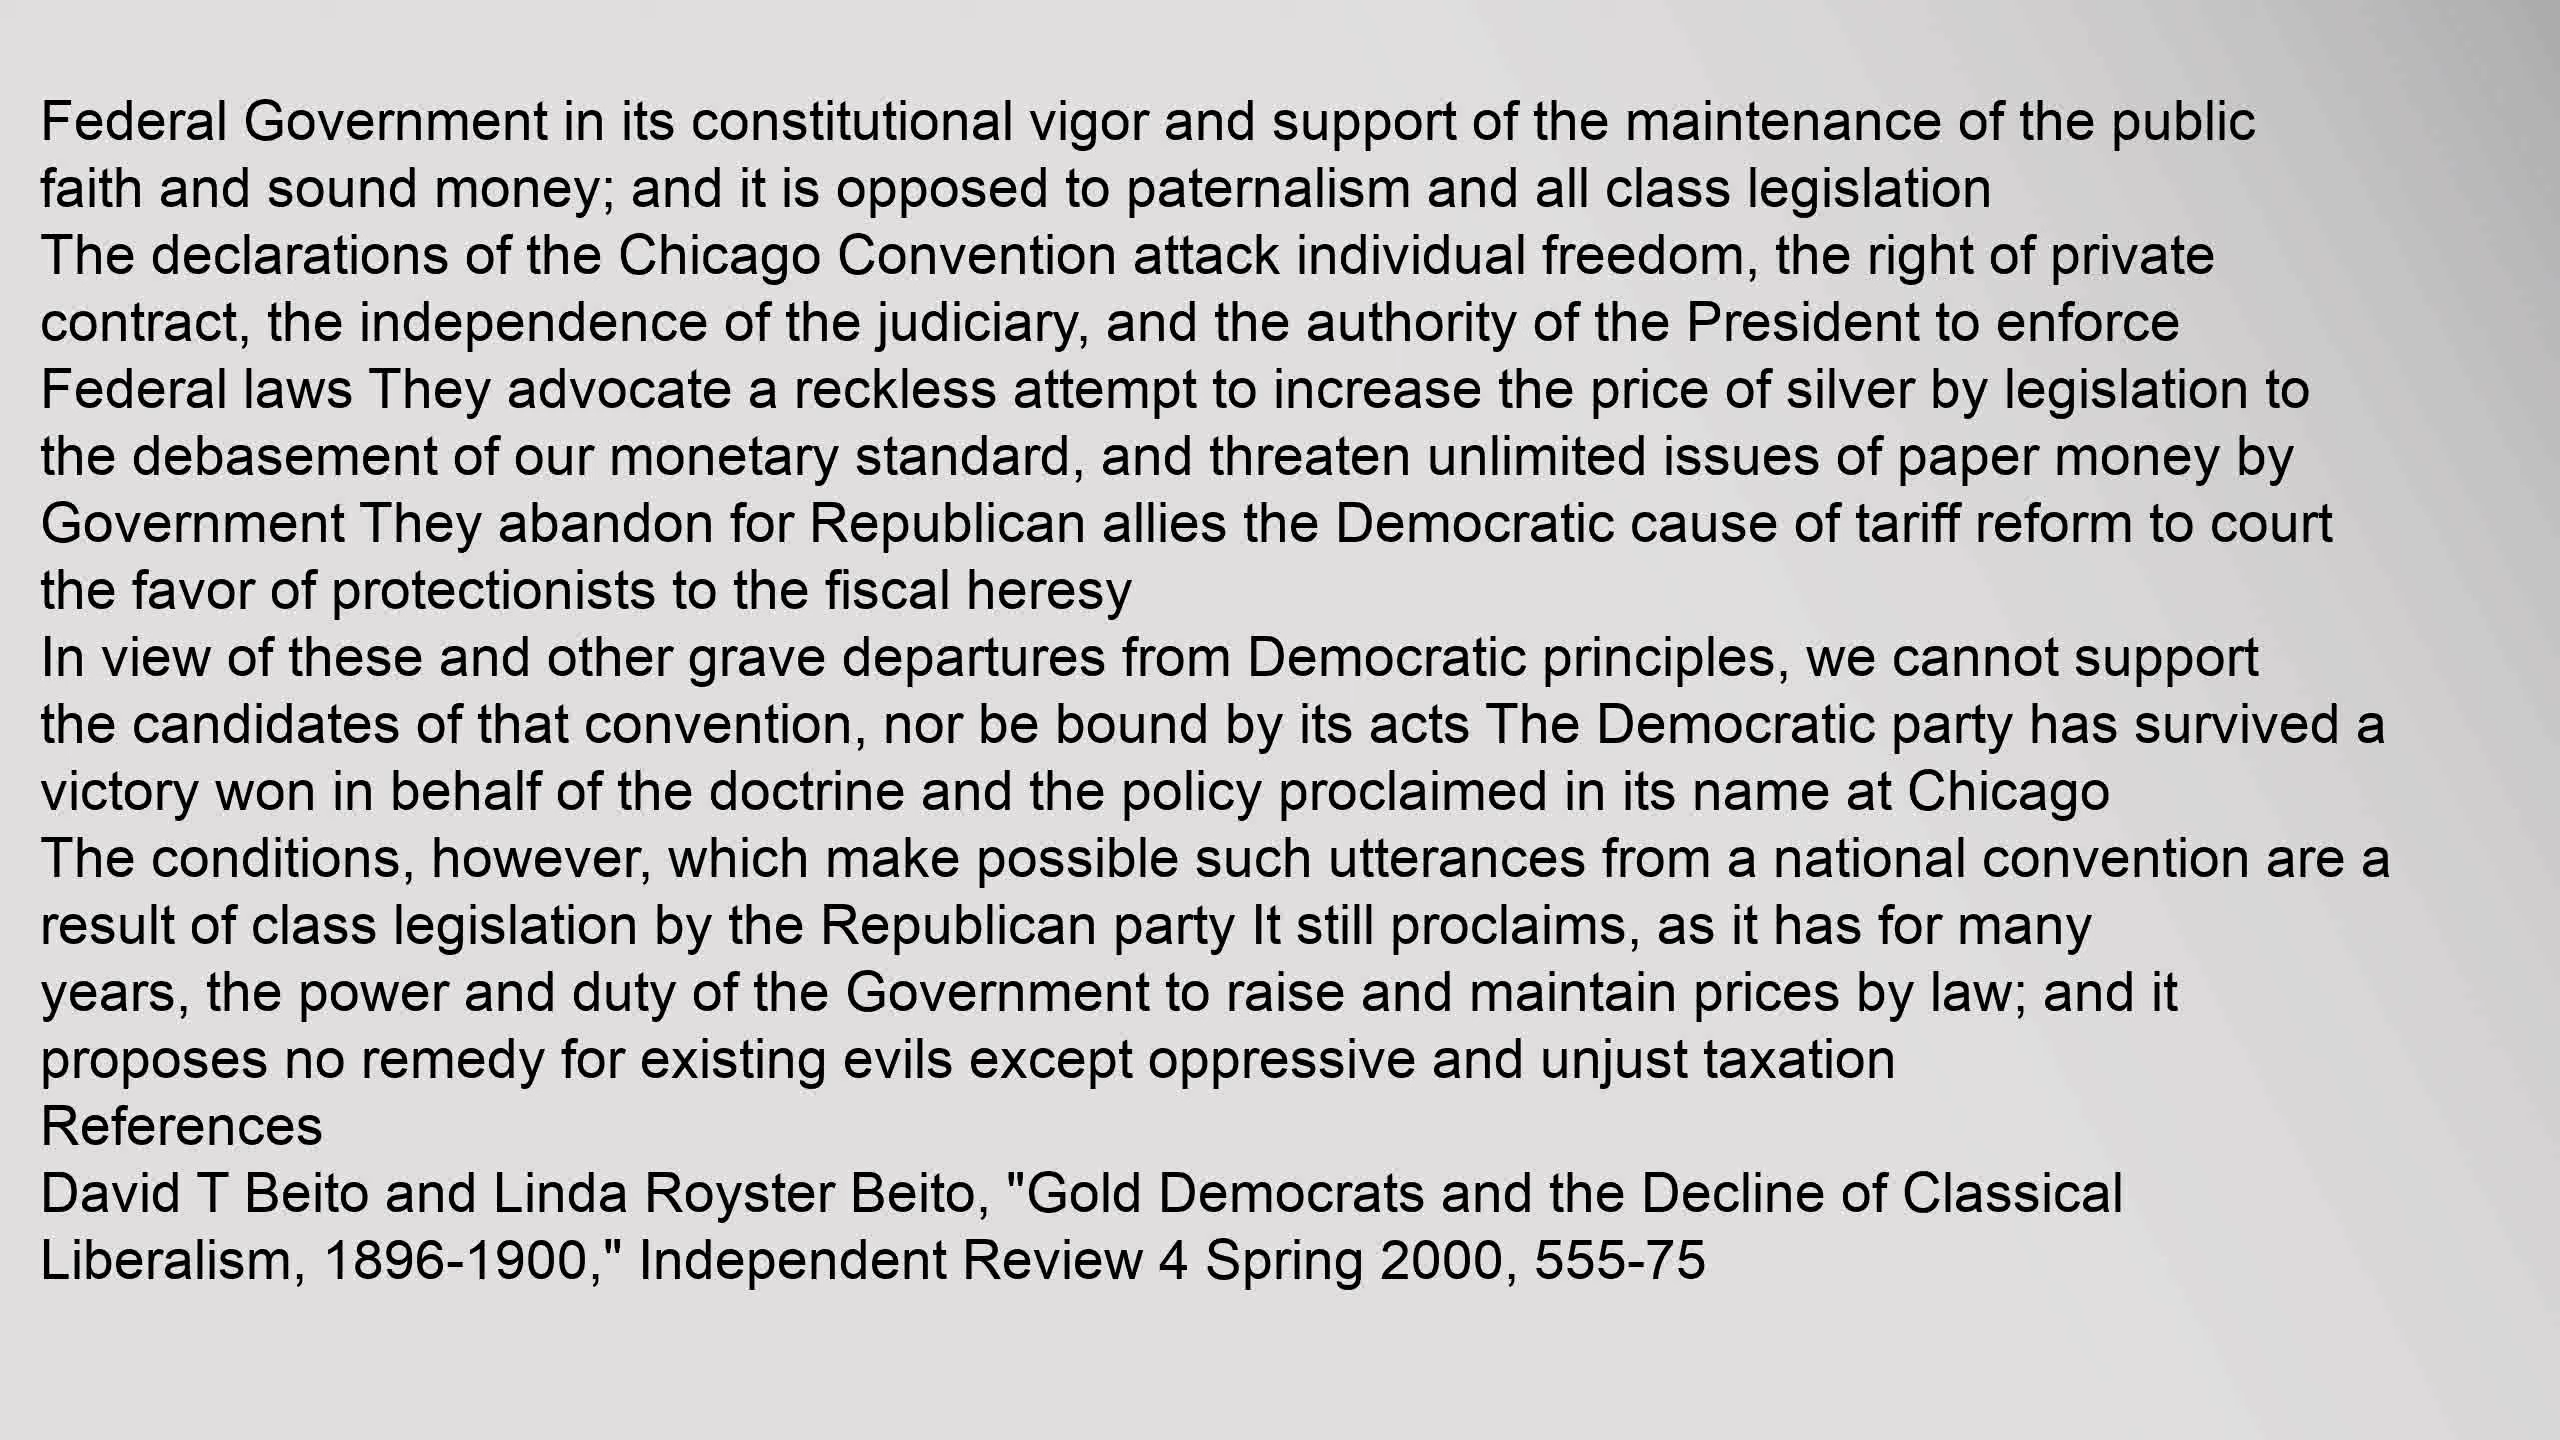 Federal Government in its constitutional vigor and support of the maintenance of the public
faith and sound money; and it is opposed to paternalism and all class legislation
The declarations of the Chicago Convention attack individual freedom, the right of private
contract, the independence of the judiciary, and the authority of the President to enforce
Federal laws They advocate a reckless attempt to increase the price of silver by legislation to
the debasement of our monetary standard, and threaten unlimited issues of paper money by
Government They abandon for Republican allies the Democratic cause of tariff reform to court
the favor of protectionists to the fiscal heresy
In view of these and other grave departures from Democratic principles, we cannot support
the candidates of that convention, nor be bound by its acts The Democratic party has survived a
victory won in behalf of the doctrine and the policy proclaimed in its name at Chicago
The conditions, however, which make possible such utterances from a national convention are a
result of class legislation by the Republican party It still proclaims, as it has for many
years, the power and duty of the Government to raise and maintain prices by law; and it
proposes no remedy for existing evils except oppressive and unjust taxation
References
David T Beito and Linda Royster Beito, "Gold Democrats and the Decline of Classical
Liberalism, 1896-1900," Independent Review 4 Spring 2000, 555-75